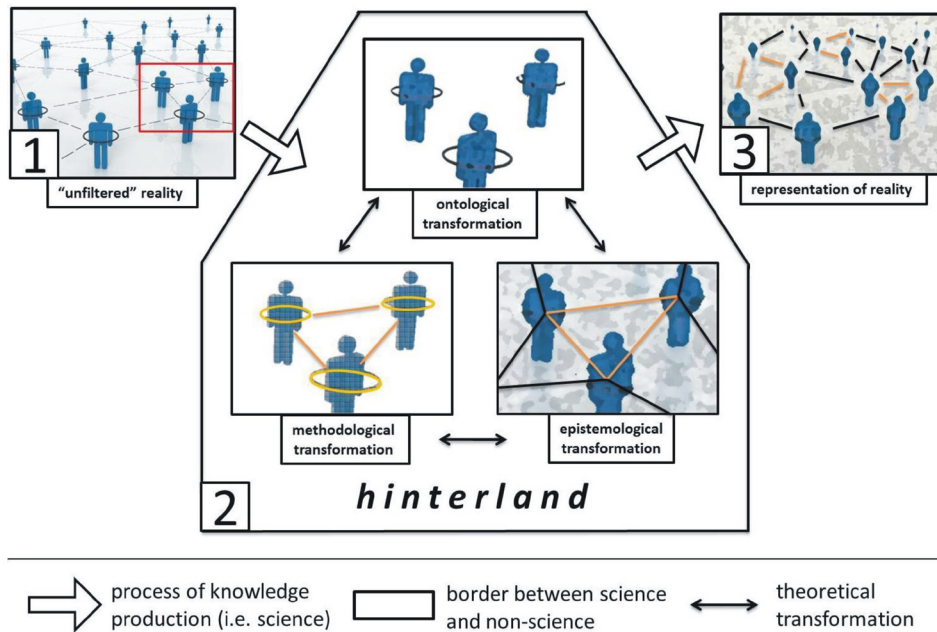 1
“unfiltered” reality
ontological
transformation
3
representation of reality
methodological
transformation
epistemological
transformation
2
hinterland
process of knowledge
production (i.e. science)
border between science
and non-science
theoretical
transformation